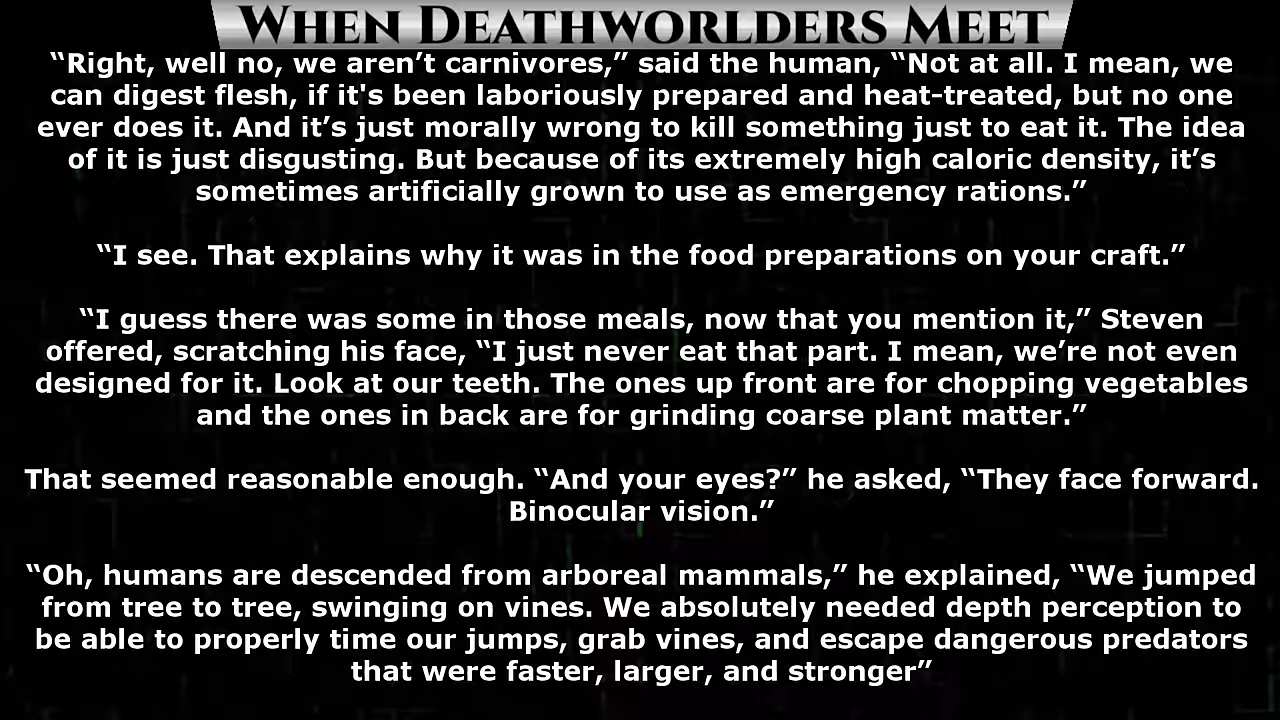 When Deathworlders Meet
“Right, well no, we aren’t carnivores,” said the human, “Not at all. I mean, we
can digest flesh, if it's been laboriously prepared and heat-treated, but no one
ever does it. And it’s just morally wrong to kill something just to eat it. The idea
of it is just disgusting. But because of its extremely high caloric density, it’s
sometimes artificially grown to use as emergency rations.”
“I see. That explains why it was in the food preparations on your craft.”
“I guess there was some in those meals, now that you mention it,” Steven
offered, scratching his face, “I just never eat that part. I mean, we’re not even
designed for it. Look at our teeth. The ones up front are for chopping vegetables
and the ones in back are for grinding coarse plant matter.”
That seemed reasonable enough. “And your eyes?” he asked, “They face forward.
Binocular vision.”
“Oh, humans are descended from arboreal mammals,” he explained, “We jumped
from tree to tree, swinging on vines. We absolutely needed depth perception to
be able to properly time our jumps, grab vines, and escape dangerous predators
that were faster, larger, and stronger”